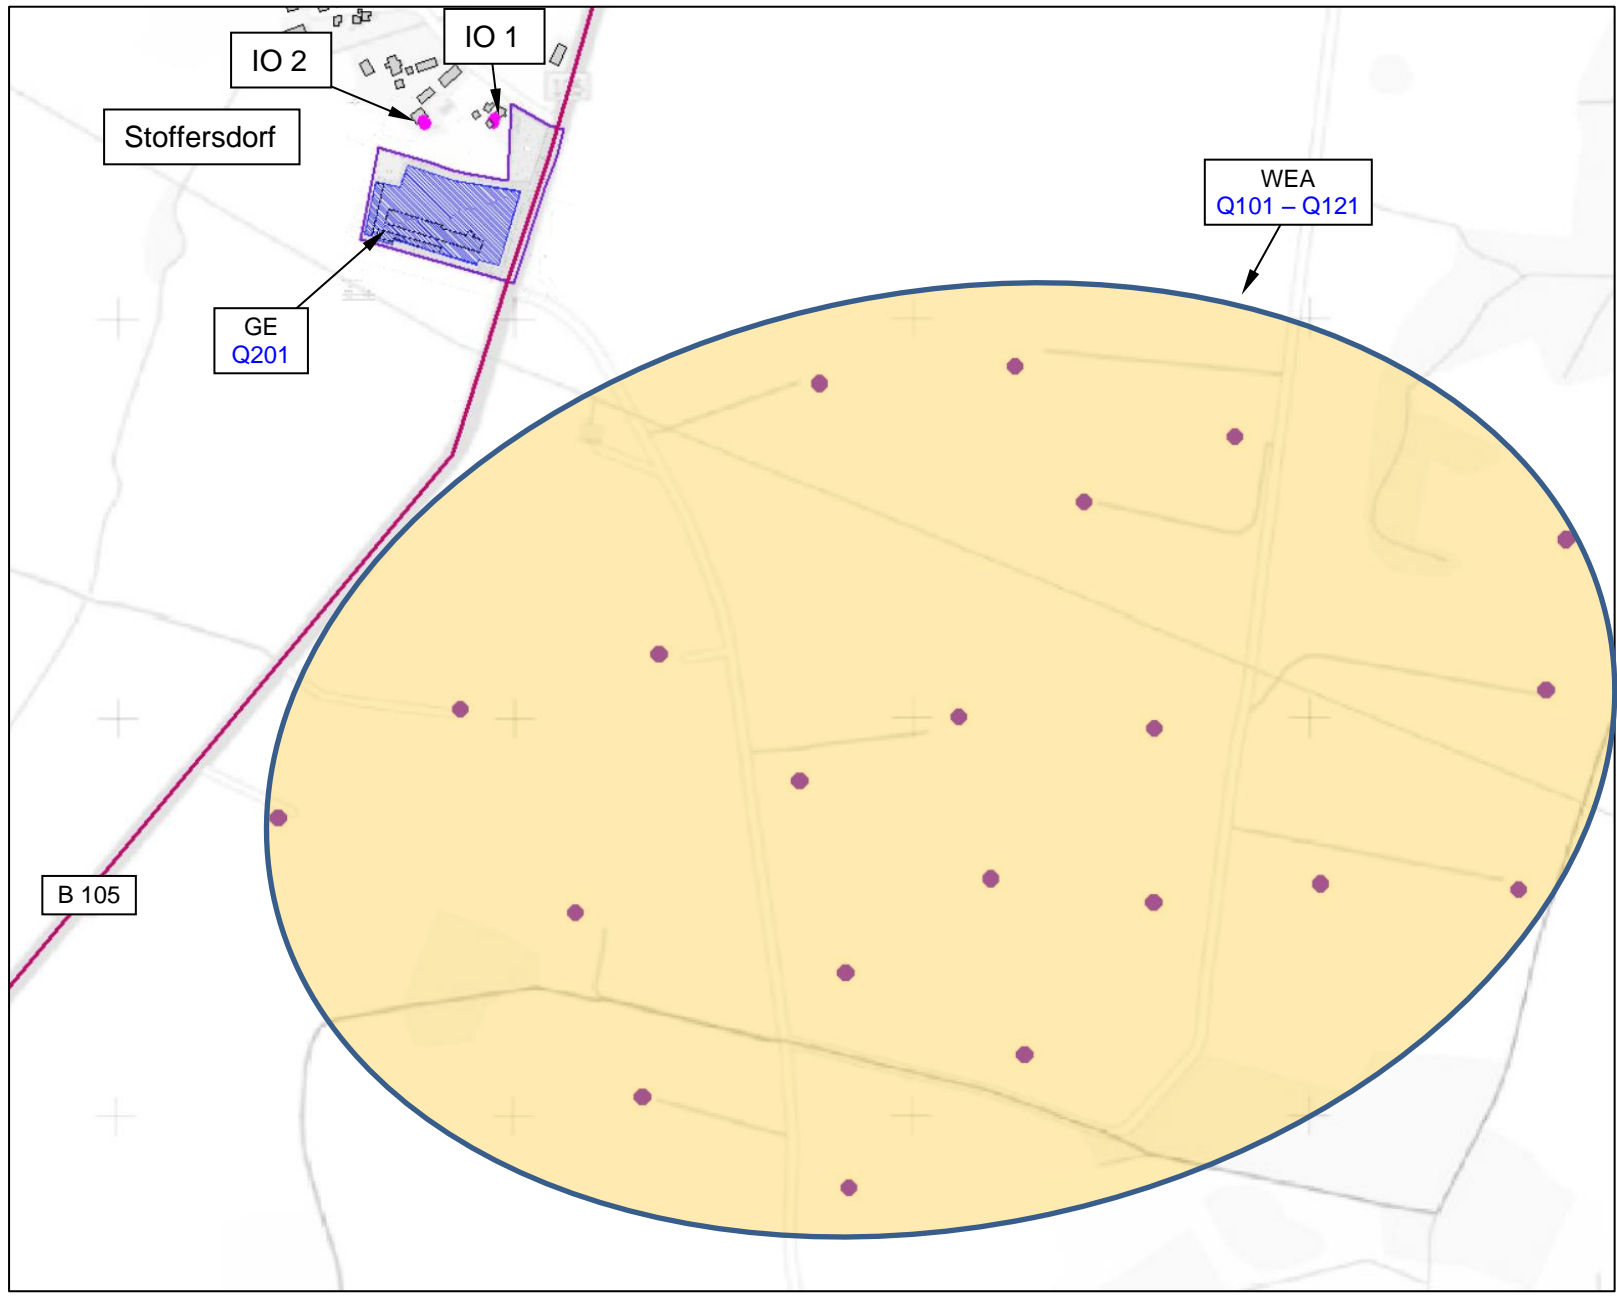 IO 1
IO 2
Stoffersdorf
WEA
Q101 – Q121
GE
Q201
B 105